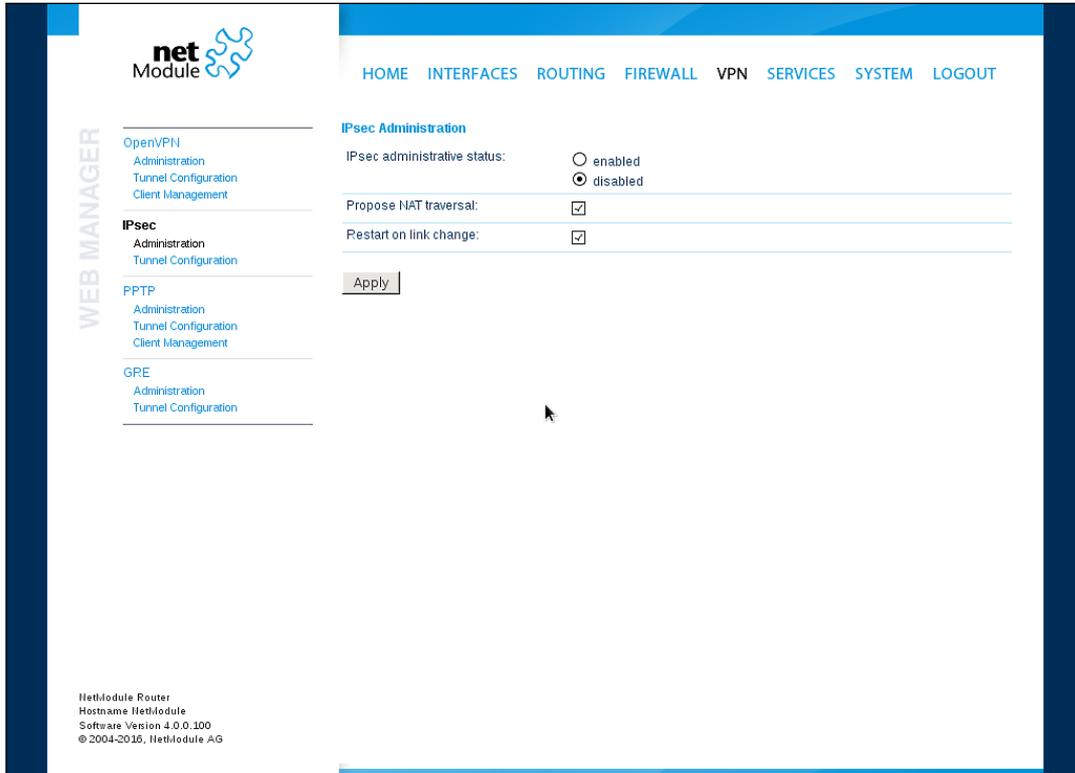 net
Module
HOME INTERFACES ROUTING FIREWALL VPN SERVICES SYSTEM LOGOUT
WEB MANAGER
OpenVPN
Administration
Tunnel Configuration
Client Management
IPsec
Administration
Tunnel Configuration
PPTP
Administration
Tunnel Configuration
Client Management
GRE
Administration
Tunnel Configuration
IPsec Administration
IPsec administrative status:
enabled
disabled
Propose NAT traversal:
Restart on link change:
Apply
NetModule Router
Hostname NetModule
Software Version 4.0.0.100
© 2004-2016, NetModule AG